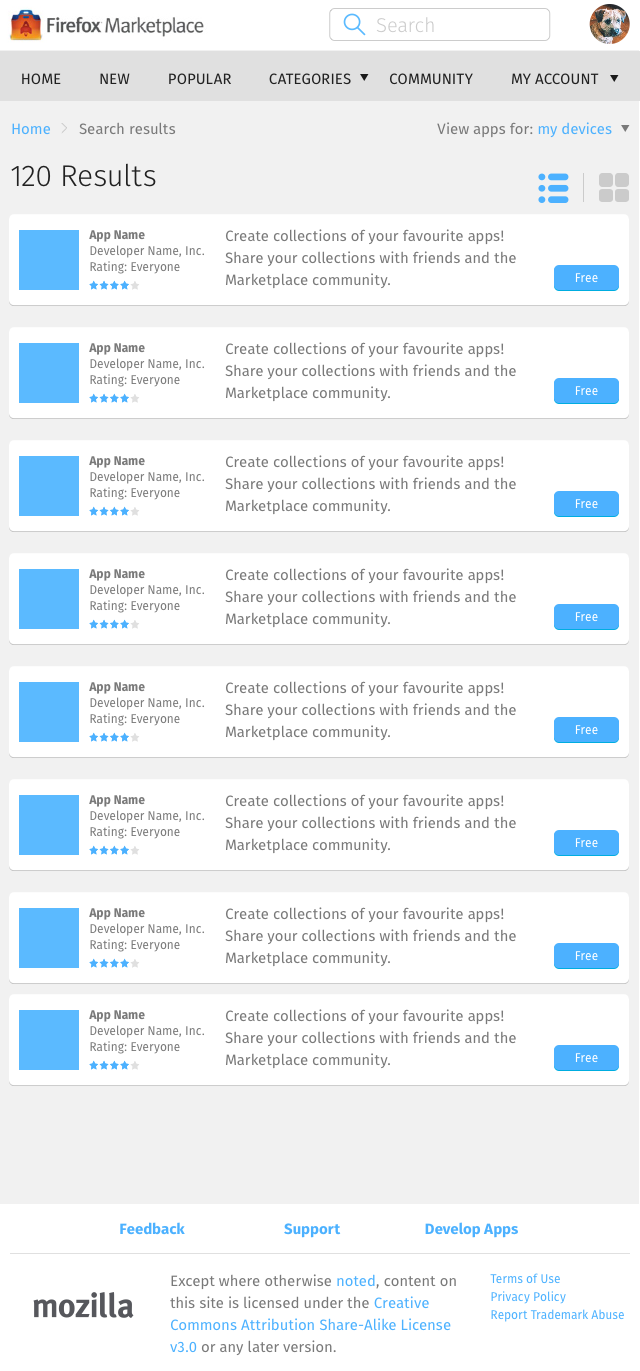 Firefox Marketplace
Search
HOME NEW POPULAR CATEGORIES COMMUNITY MY ACCOUNT
Home Search results View apps for: my devices
120 Results
App Name
Developer Name, Inc.
Rating: Everyone
Create collections of your favourite apps!
Share your collections with friends and the
Marketplace community.
Free
App Name
Developer Name, Inc.
Rating: Everyone
Create collections of your favourite apps!
Share your collections with friends and the
Marketplace community.
Free
App Name
Developer Name, Inc.
Rating: Everyone
Create collections of your favourite apps!
Share your collections with friends and the
Marketplace community.
Free
App Name
Developer Name, Inc.
Rating: Everyone
Create collections of your favourite apps!
Share your collections with friends and the
Marketplace community.
Free
App Name
Developer Name, Inc.
Rating: Everyone
Create collections of your favourite apps!
Share your collections with friends and the
Marketplace community.
Free
App Name
Developer Name, Inc.
Rating: Everyone
Create collections of your favourite apps!
Share your collections with friends and the
Marketplace community.
Free
App Name
Developer Name, Inc.
Rating: Everyone
Create collections of your favourite apps!
Share your collections with friends and the
Marketplace community.
Free
App Name
Developer Name, Inc.
Rating: Everyone
Create collections of your favourite apps!
Share your collections with friends and the
Marketplace community.
Free
Feedback Support Develop Apps
mozilla
Except where otherwise noted, content on
this site is licensed under the Creative
Commons Attribution Share-Alike License
v3.0 or any later version.
Terms of Use
Privacy Policy
Report Trademark Abuse